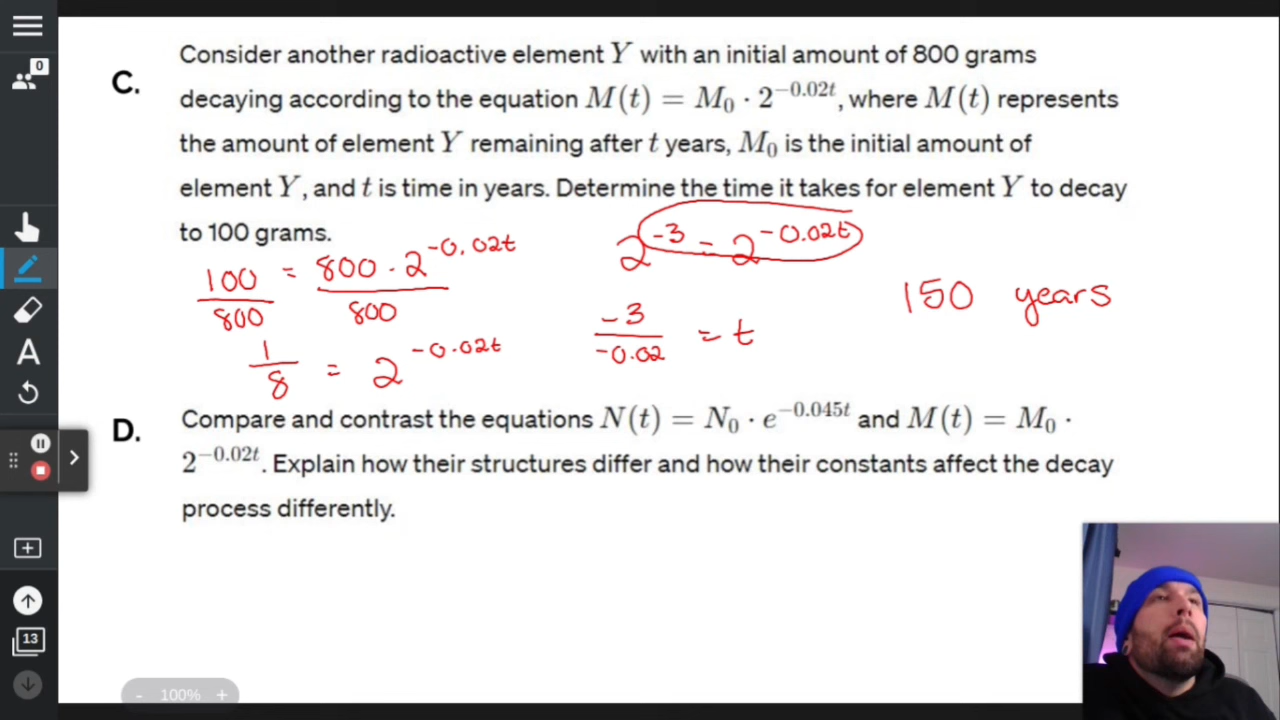 0
C.
Consider another radioactive element Y with an initial amount of 800 grams
decaying according to the equation M(t) = M₀ · 2^{-0.02t}, where M(t) represents
the amount of element Y remaining after t years, M₀ is the initial amount of
element Y, and t is time in years. Determine the time it takes for element Y to decay
to 100 grams.
100/800 = 800 · 2^{-0.02t}/800
1/8 = 2^{-0.02t}
2^{-3} = 2^{-0.02t}
-3/-0.02 = t
150 years
D.
Compare and contrast the equations N(t) = N₀ · e^{-0.045t} and M(t) = M₀ ·
2^{-0.02t}. Explain how their structures differ and how their constants affect the decay
process differently.
A
13
- 100% +